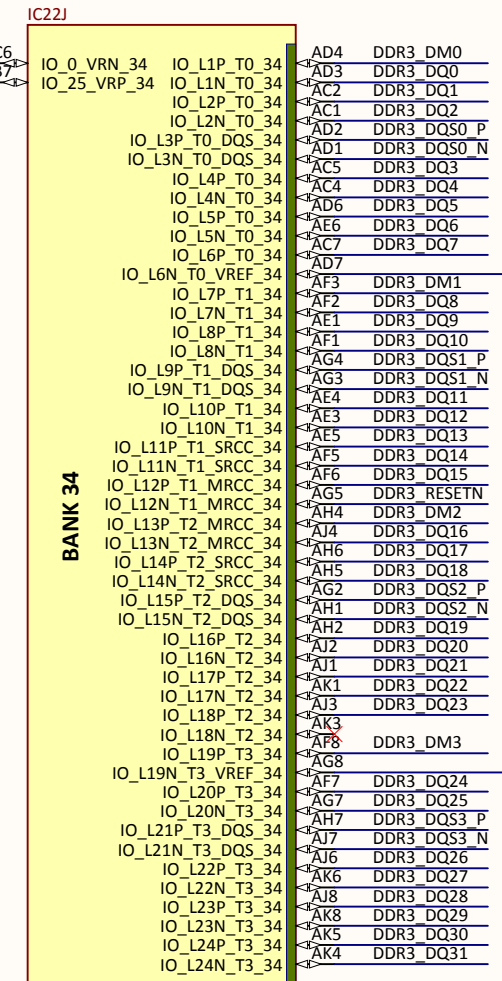 IC22J
IO_0_VRN_34 IO_L1P_T0_34 AD4 DDR3_DM0
IO_25_VRP_34 IO_L1N_T0_34 AD3 DDR3_DQ0
IO_L2P_T0_34 AC2 DDR3_DQ1
IO_L2N_T0_34 AC1 DDR3_DQ2
IO_L3P_T0_DQS_34 AD2 DDR3_DQS0_P
IO_L3N_T0_DQS_34 AD1 DDR3_DQS0_N
IO_L4P_T0_34 AC5 DDR3_DQ3
IO_L4N_T0_34 AC4 DDR3_DQ4
IO_L5P_T0_34 AD6 DDR3_DQ5
IO_L5N_T0_34 AE6 DDR3_DQ6
IO_L6P_T0_34 AC7 DDR3_DQ7
IO_L6N_T0_VREF_34 AD7
IO_L7P_T1_34 AF3 DDR3_DM1
IO_L7N_T1_34 AF2 DDR3_DQ8
IO_L8P_T1_34 AE1 DDR3_DQ9
IO_L8N_T1_34 AF1 DDR3_DQ10
IO_L9P_T1_DQS_34 AG4 DDR3_DQS1_P
IO_L9N_T1_DQS_34 AG3 DDR3_DQS1_N
IO_L10P_T1_34 AE4 DDR3_DQ11
IO_L10N_T1_34 AE3 DDR3_DQ12
IO_L11P_T1_SRCC_34 AE5 DDR3_DQ13
IO_L11N_T1_SRCC_34 AF5 DDR3_DQ14
IO_L12P_T1_MRCC_34 AF6 DDR3_DQ15
IO_L12N_T1_MRCC_34 AG5 DDR3_RESETN
IO_L13P_T2_MRCC_34 AH4 DDR3_DM2
IO_L13N_T2_MRCC_34 AJ4 DDR3_DQ16
IO_L14P_T2_SRCC_34 AH6 DDR3_DQ17
IO_L14N_T2_SRCC_34 AH5 DDR3_DQ18
IO_L15P_T2_DQS_34 AG2 DDR3_DQS2_P
IO_L15N_T2_DQS_34 AH1 DDR3_DQS2_N
IO_L16P_T2_34 AH2 DDR3_DQ19
IO_L16N_T2_34 AJ2 DDR3_DQ20
IO_L17P_T2_34 AJ1 DDR3_DQ21
IO_L17N_T2_34 AK1 DDR3_DQ22
IO_L18P_T2_34 AJ3 DDR3_DQ23
IO_L18N_T2_34 AK3
IO_L19P_T3_34 AF8 DDR3_DM3
IO_L19N_T3_VREF_34 AG8
IO_L20P_T3_34 AF7 DDR3_DQ24
IO_L20N_T3_34 AG7 DDR3_DQ25
IO_L21P_T3_DQS_34 AH7 DDR3_DQS3_P
IO_L21N_T3_DQS_34 AJ7 DDR3_DQS3_N
IO_L22P_T3_34 AJ6 DDR3_DQ26
IO_L22N_T3_34 AK6 DDR3_DQ27
IO_L23P_T3_34 AJ8 DDR3_DQ28
IO_L23N_T3_34 AK8 DDR3_DQ29
IO_L24P_T3_34 AK5 DDR3_DQ30
IO_L24N_T3_34 AK4 DDR3_DQ31
BANK 34